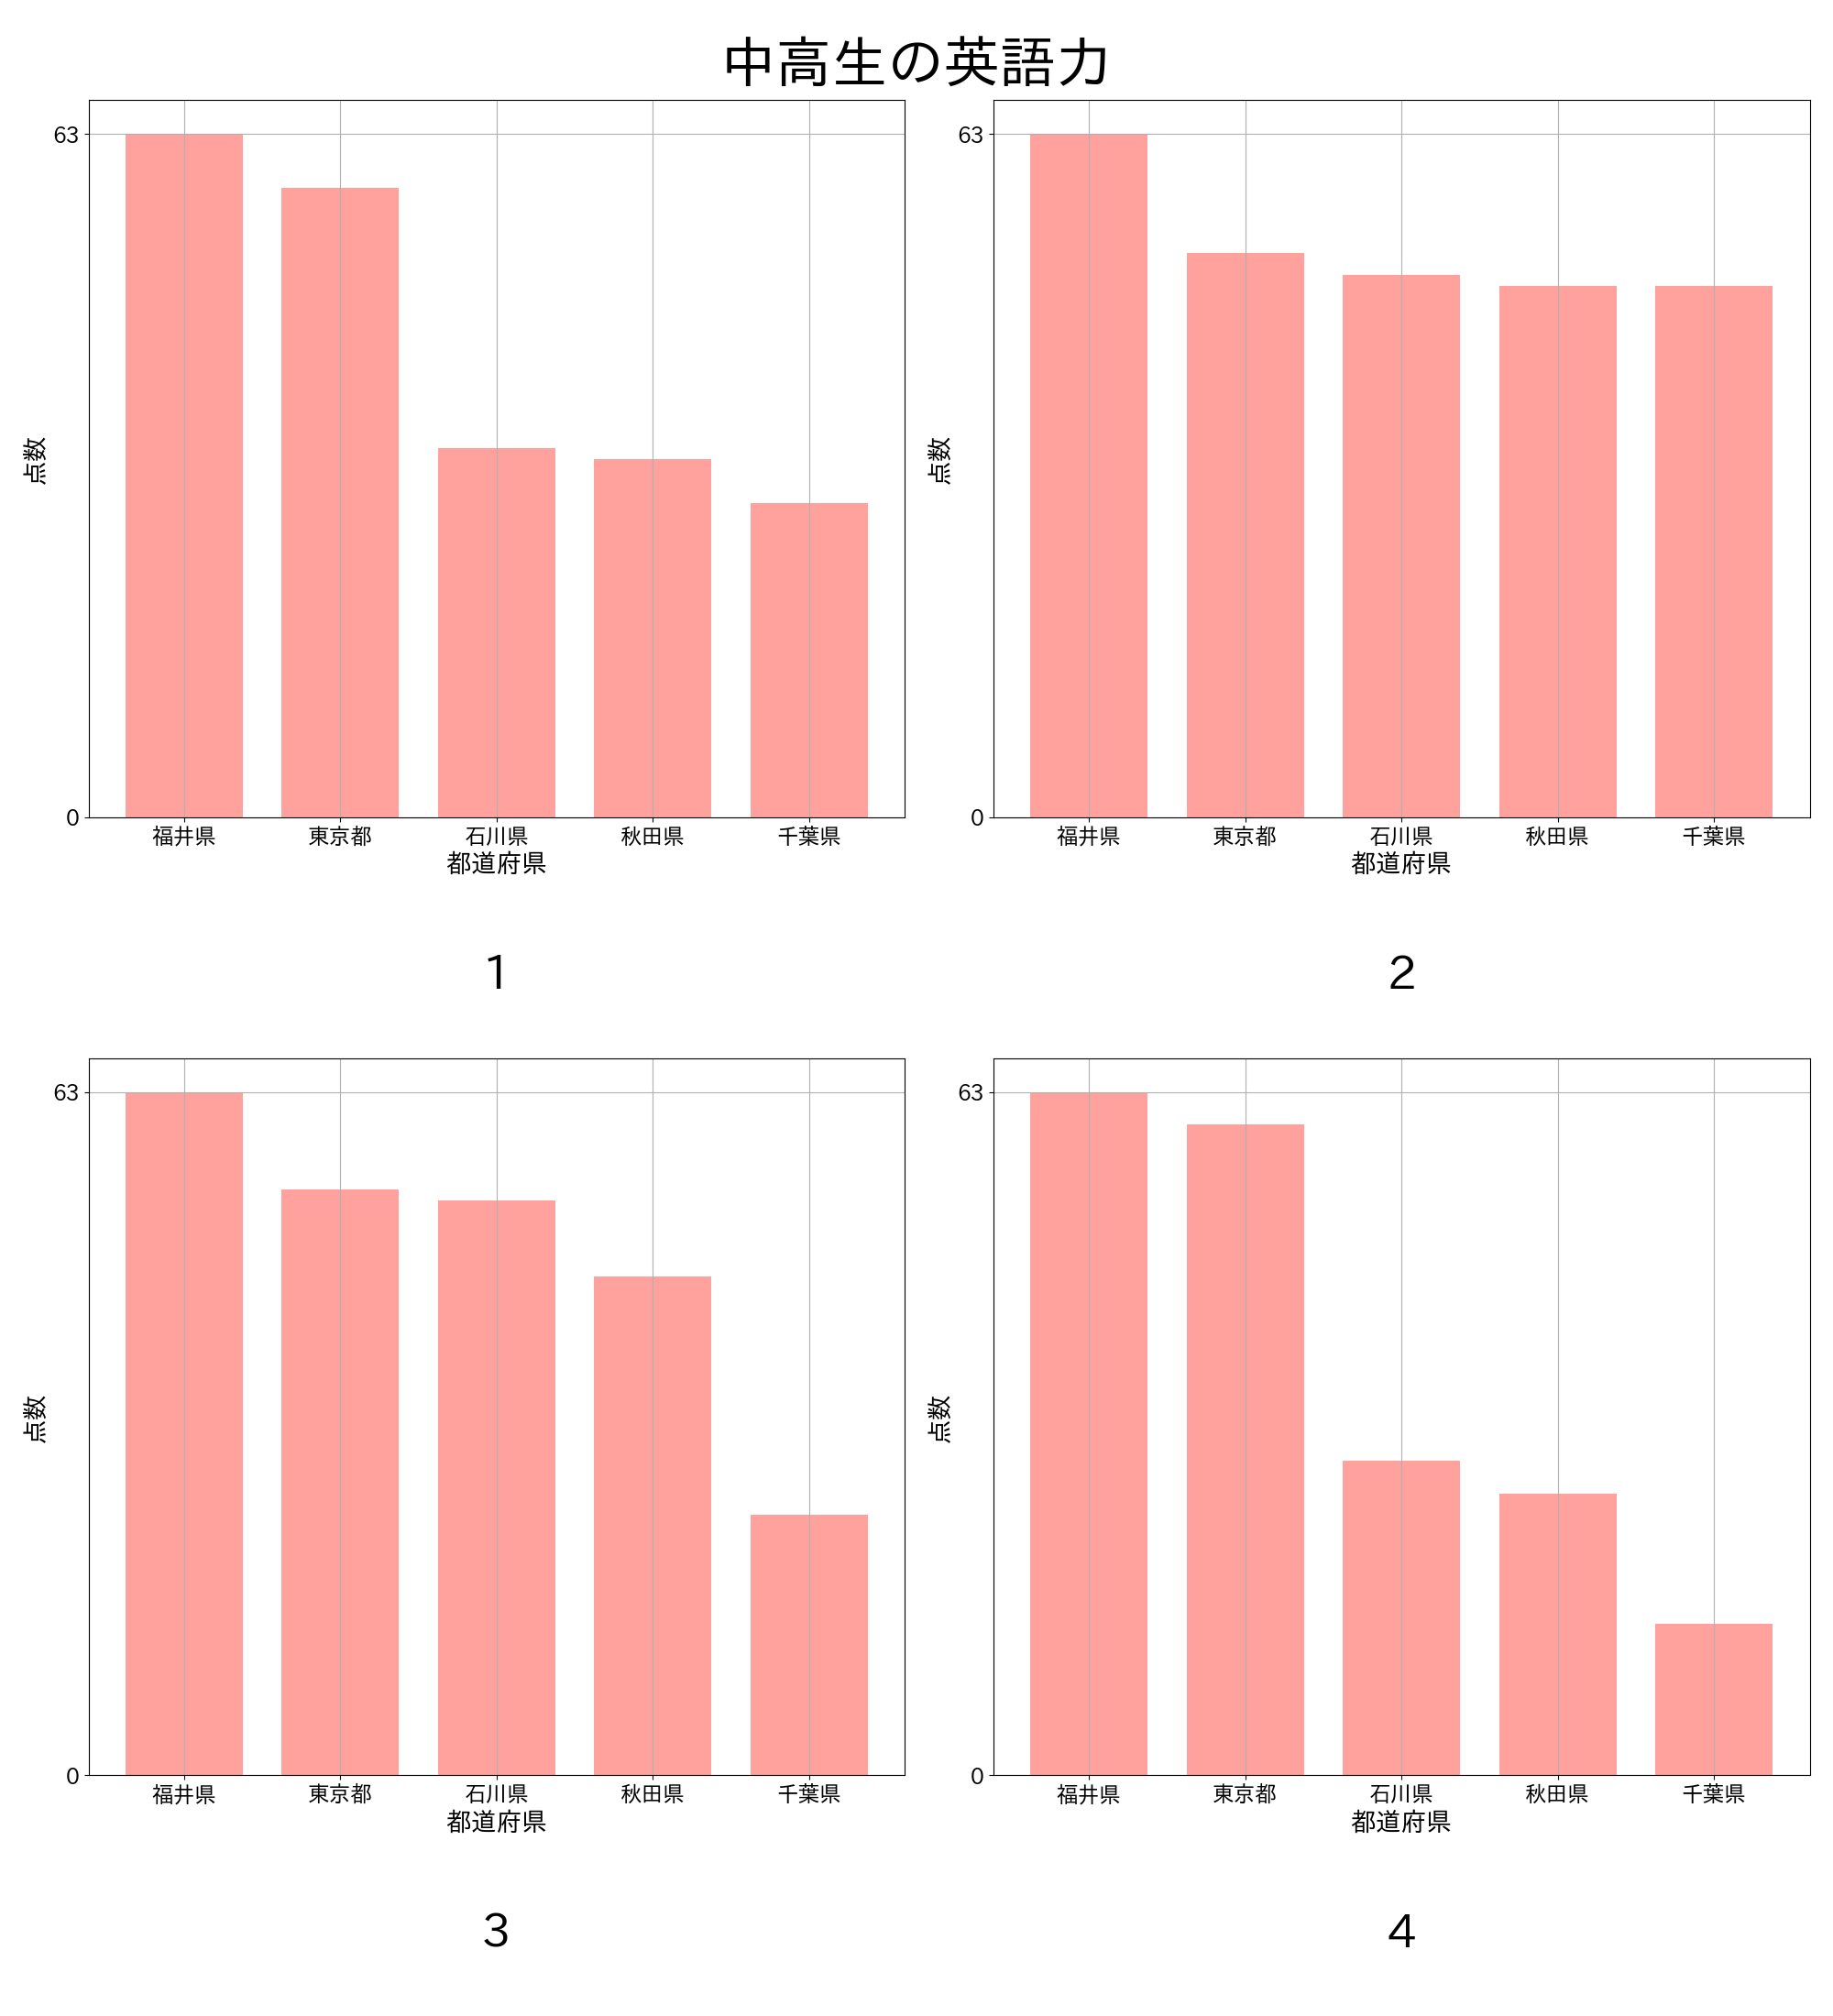 中高生の英語力
63
0
点数
福井県 東京都 石川県 秋田県 千葉県
都道府県
1
63
0
点数
福井県 東京都 石川県 秋田県 千葉県
都道府県
2
63
0
点数
福井県 東京都 石川県 秋田県 千葉県
都道府県
3
63
0
点数
福井県 東京都 石川県 秋田県 千葉県
都道府県
4